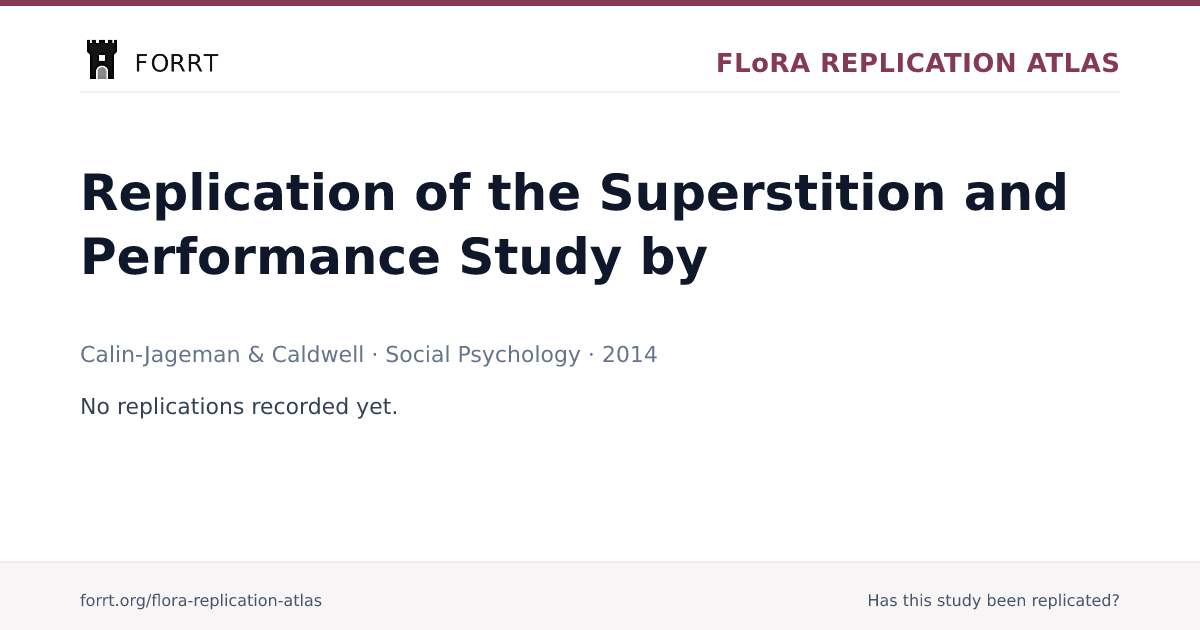 FORRT
FLoRA REPLICATION ATLAS
Replication of the Superstition and
Performance Study by
Calin-Jageman & Caldwell · Social Psychology · 2014
No replications recorded yet.
forrt.org/flora-replication-atlas
Has this study been replicated?